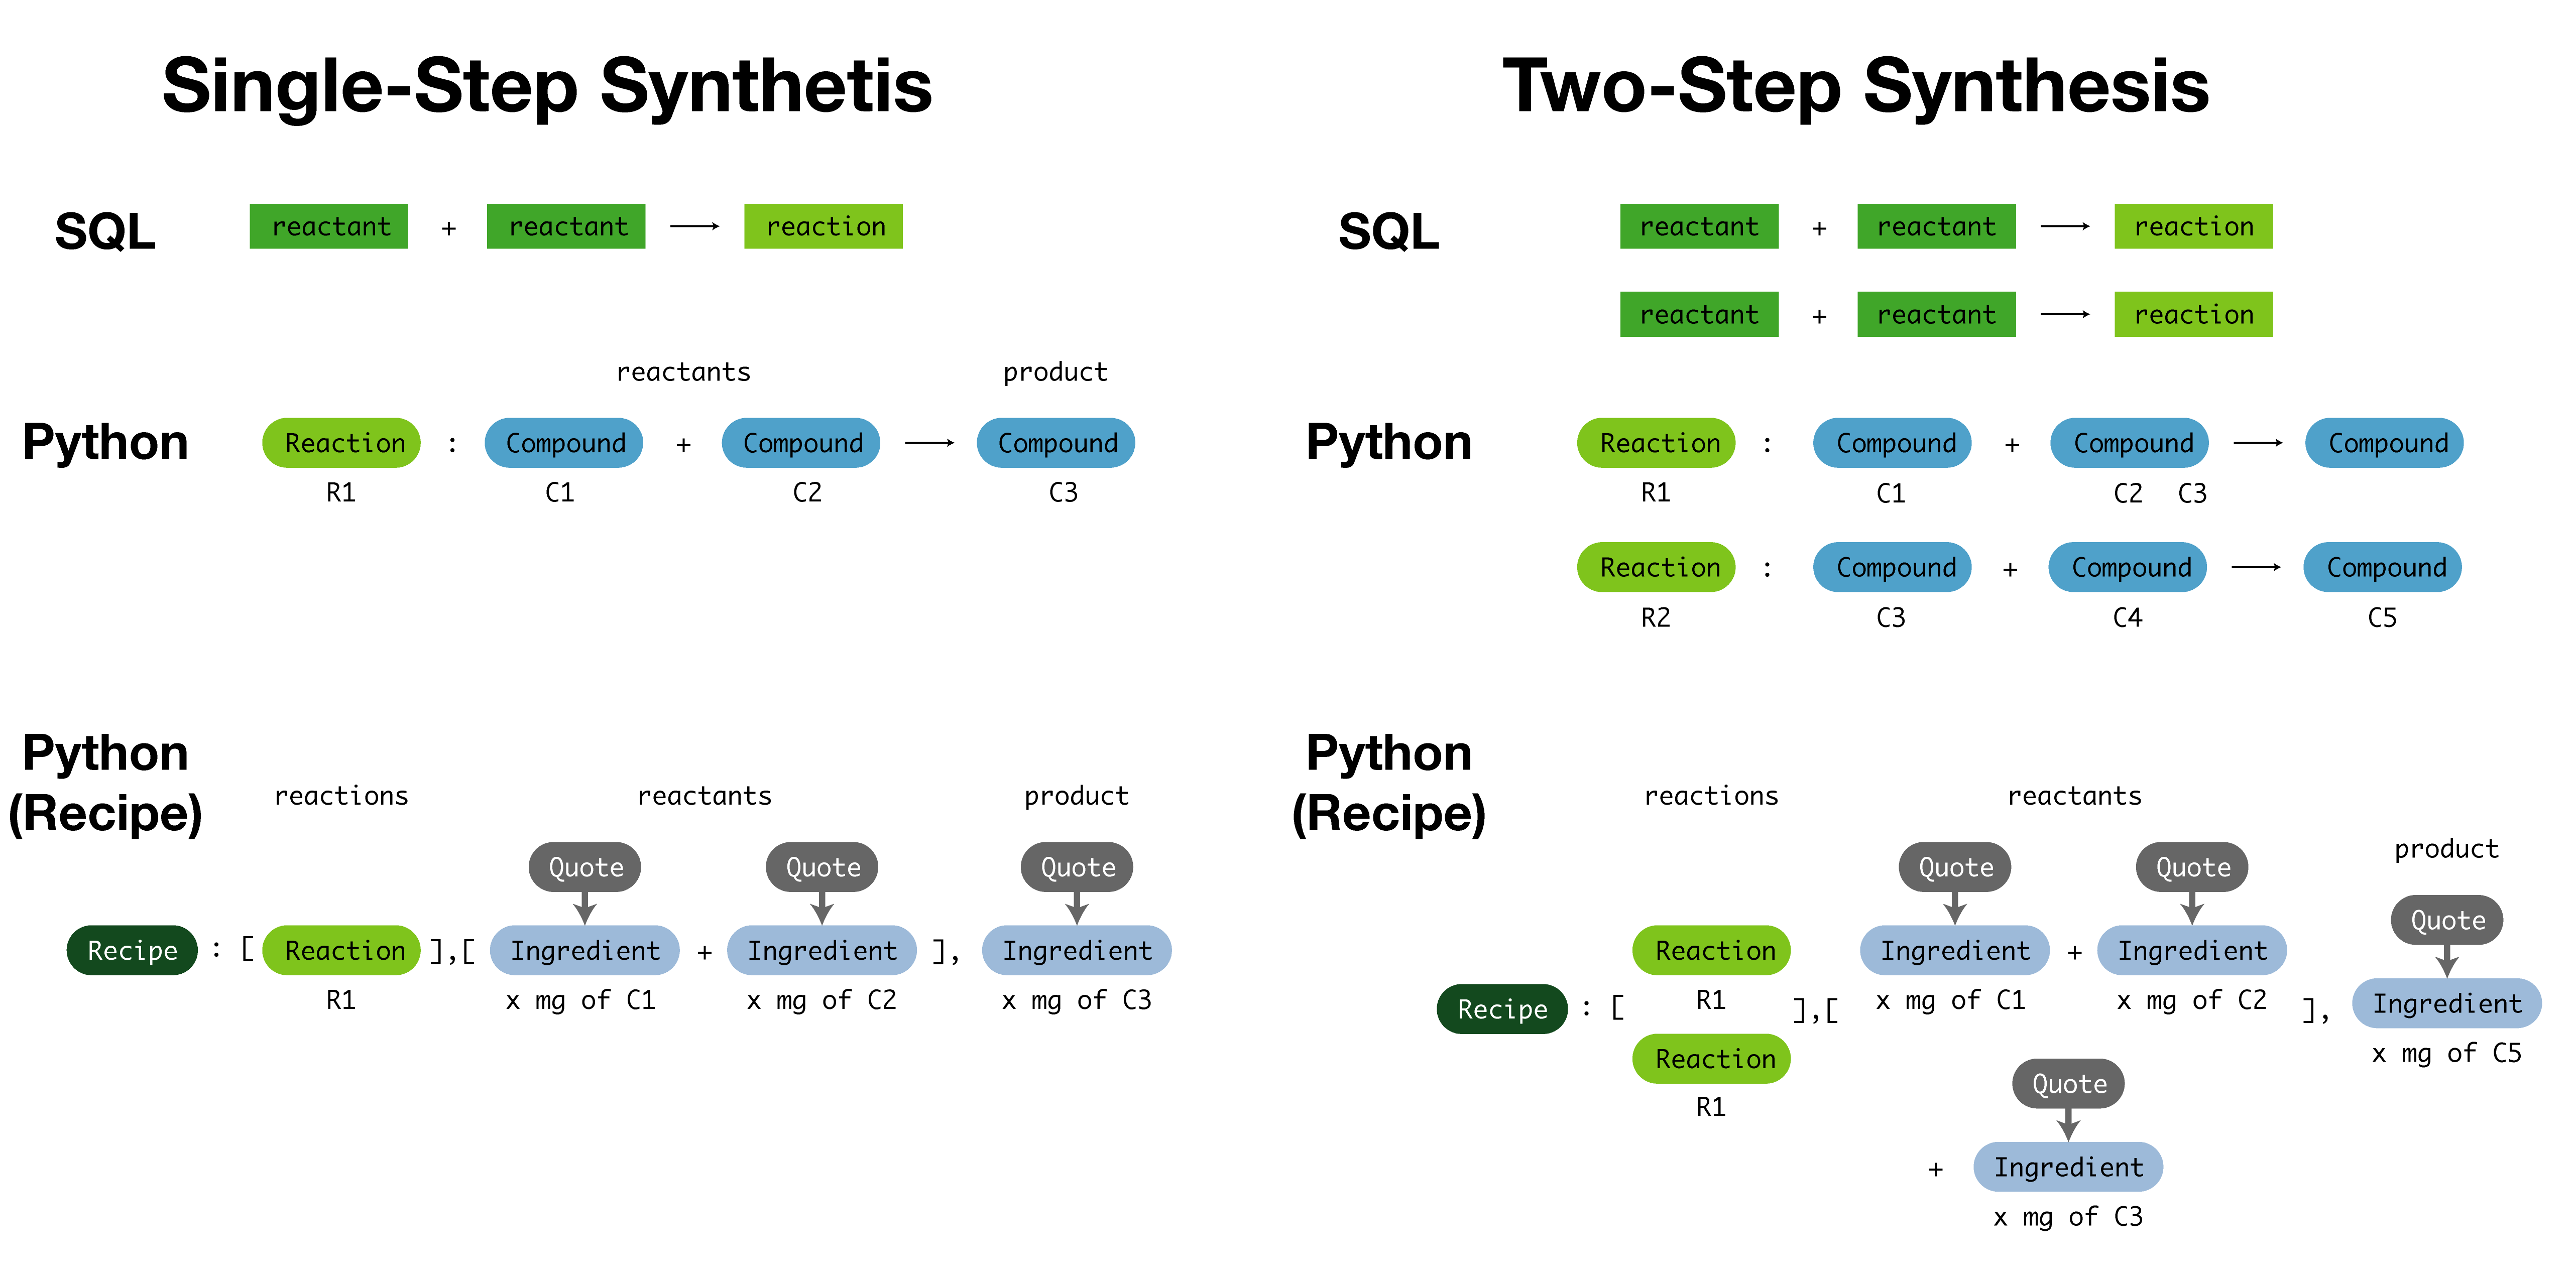 Single-Step Synthetis
SQL
reactant + reactant reaction
reactants product
Python
Reaction : Compound + Compound Compound
R1 C1 C2 C3
Python
(Recipe)
reactions reactants product
Quote Quote Quote
Recipe : [ Reaction ],[ Ingredient + Ingredient ], Ingredient
R1 x mg of C1 x mg of C2 x mg of C3
Two-Step Synthesis
SQL
reactant + reactant reaction
reactant + reactant reaction
Python
Reaction : Compound + Compound Compound
R1 C1 C2 C3
Reaction : Compound + Compound Compound
R2 C3 C4 C5
Python
(Recipe)
reactions reactants
product
Quote Quote
Quote
Reaction Ingredient + Ingredient
R1 x mg of C1 x mg of C2
Recipe : [ ],[ ], Ingredient
x mg of C5
Reaction
R1
Quote
+ Ingredient
x mg of C3